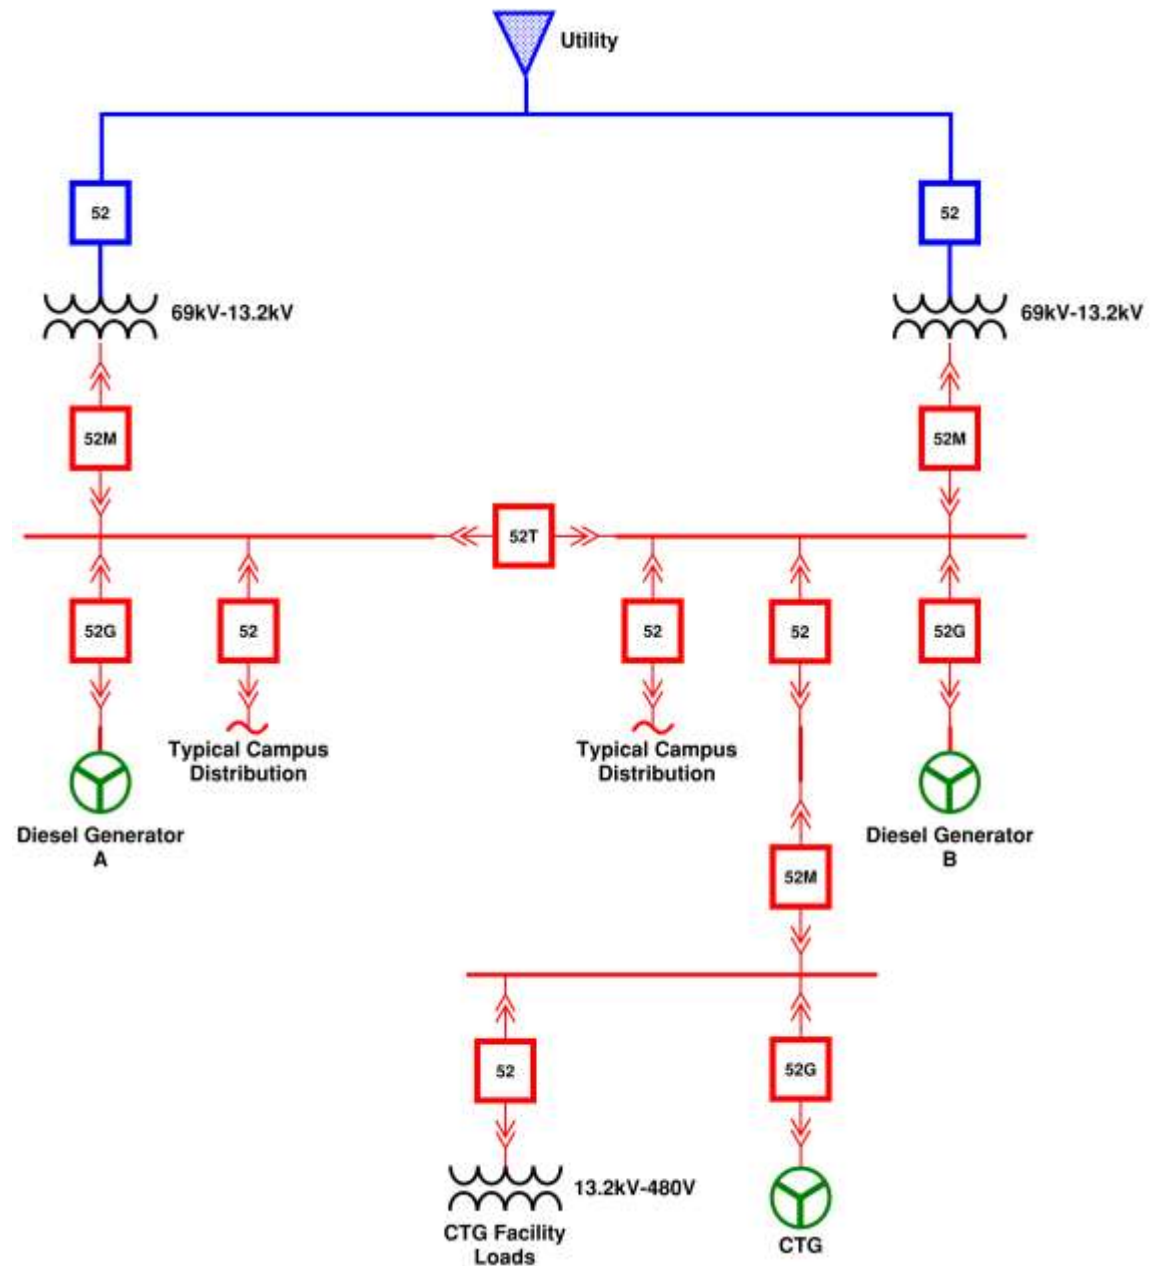 Utility
52
52
69kV-13.2kV
69kV-13.2kV
52M
52M
52T
52G
52
52
52
52G
Typical Campus
Distribution
Typical Campus
Distribution
Diesel Generator
A
Diesel Generator
B
52M
52
52G
13.2kV-480V
CTG Facility
Loads
CTG